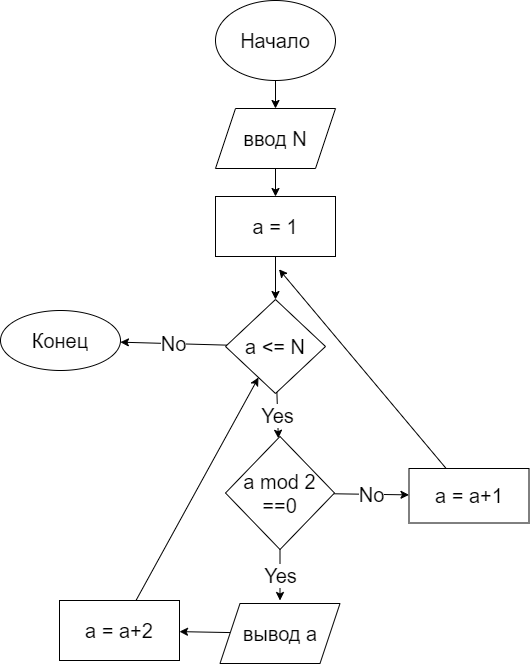 Начало
ввод N
a = 1
a <= N
No
Конец
Yes
a mod 2
==0
No
a = a+1
Yes
вывод a
a = a+2